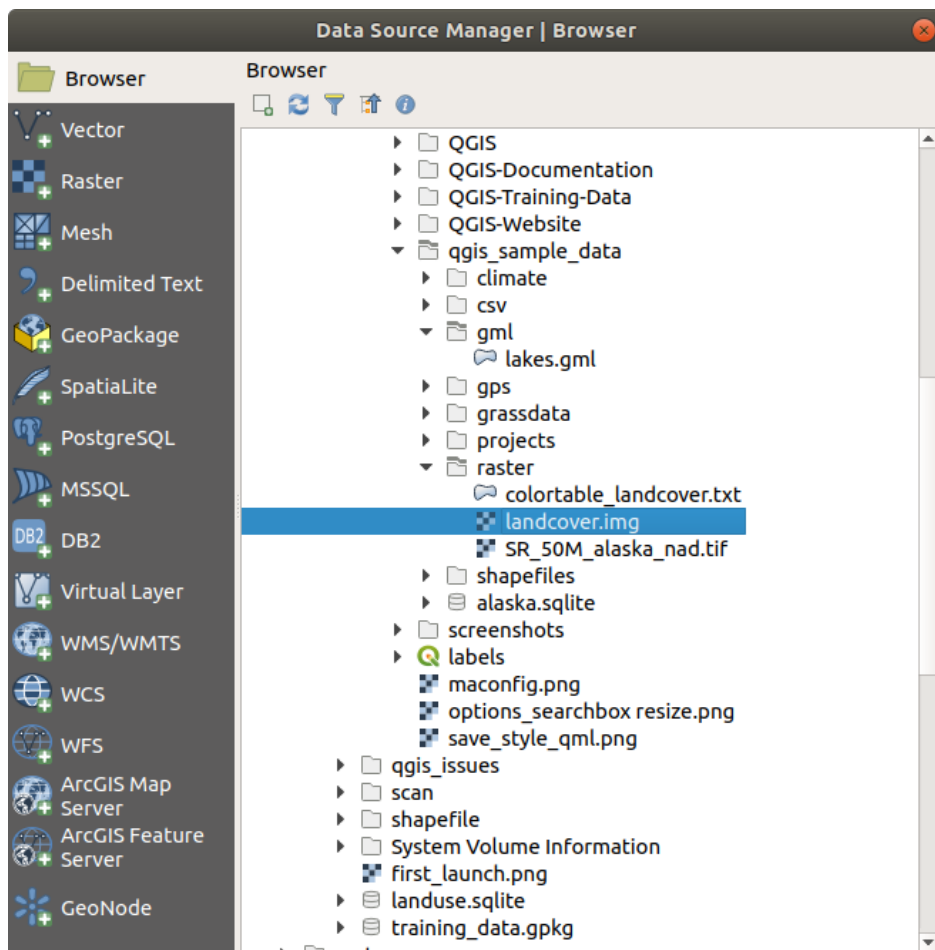 Data Source Manager | Browser
Browser
Vector
Raster
Mesh
Delimited Text
GeoPackage
SpatiaLite
PostgreSQL
MSSQL
DB2
DB2
Virtual Layer
WMS/WMTS
WCS
WFS
ArcGIS Map
Server
ArcGIS Feature
Server
GeoNode
Browser
QGIS
QGIS-Documentation
QGIS-Training-Data
QGIS-Website
qgis_sample_data
climate
csv
gml
lakes.gml
gps
grassdata
projects
raster
colortable_landcover.txt
landcover.img
SR_50M_alaska_nad.tif
shapefiles
alaska.sqlite
screenshots
labels
maconfig.png
options_searchbox resize.png
save_style_qml.png
qgis_issues
scan
shapefile
System Volume Information
first_launch.png
landuse.sqlite
training_data.gpkg